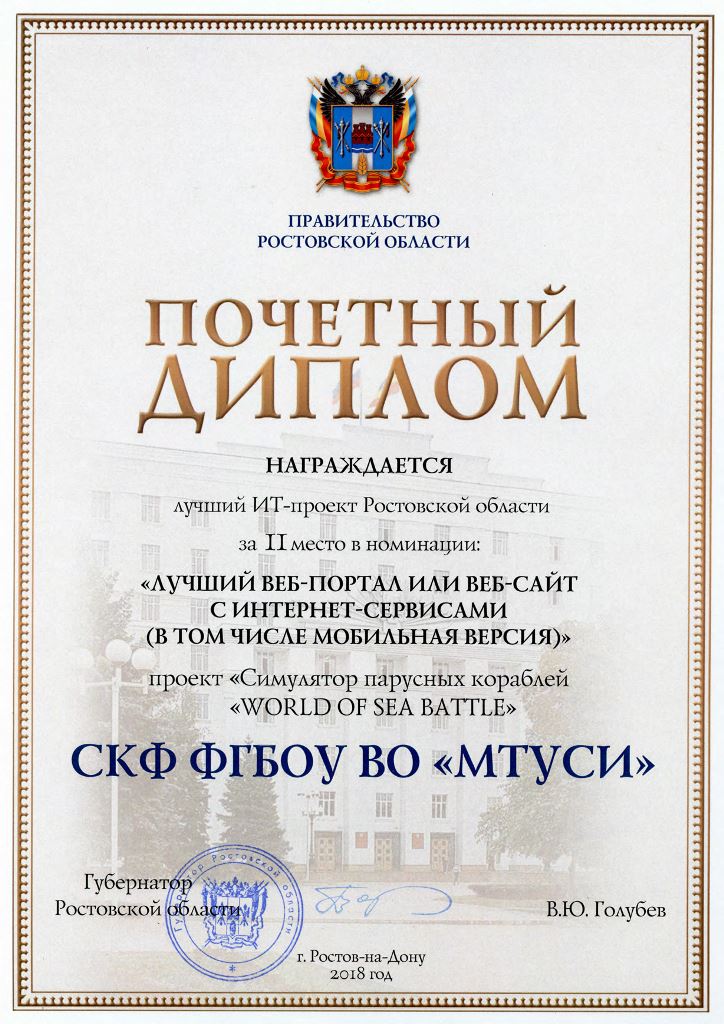 ПРАВИТЕЛЬСТВО
РОСТОВСКОЙ ОБЛАСТИ
ПОЧЕТНЫЙ
ДИПЛОМ
НАГРАЖДАЕТСЯ
лучший ИТ-проект Ростовской области
за II место в номинации:
«ЛУЧШИЙ ВЕБ-ПОРТАЛ ИЛИ ВЕБ-САЙТ
С ИНТЕРНЕТ-СЕРВИСАМИ
(В ТОМ ЧИСЛЕ МОБИЛЬНАЯ ВЕРСИЯ)»
проект «Симулятор парусных кораблей
«WORLD OF SEA BATTLE»
СКФ ФГБОУ ВО «МТУСИ»
Губернатор
Ростовской области
Губернатор Ростовской области
В.Ю. Голубев
г. Ростов-на-Дону
2018 год